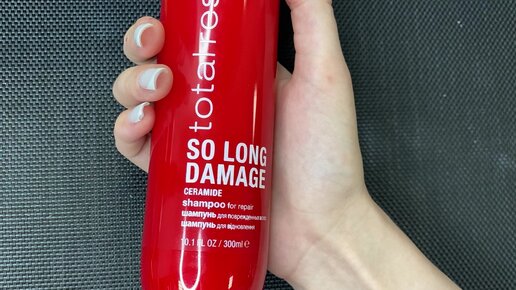 totalres
SO LONG
DAMAGE
CERAMIDE
shampoo for repair
шампунь для поврежденных волос
шампунь для відновлення
10.1 FL OZ / 300ml e